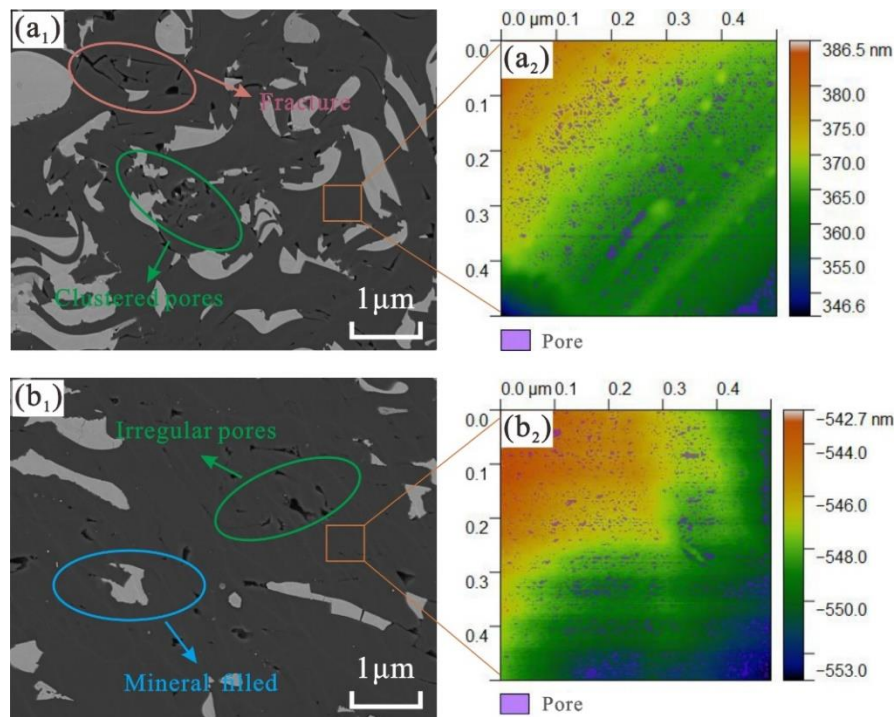 (a₁)
Fracture
Clustered pores
1μm
0.0 μm 0.1 0.2 0.3 0.4
0.0
0.1
0.2
0.3
0.4
(a₂)
386.5 nm
380.0
375.0
370.0
365.0
360.0
355.0
346.6
Pore
(b₁)
Irregular pores
Mineral filled
1μm
0.0 μm 0.1 0.2 0.3 0.4
0.0
0.1
0.2
0.3
0.4
(b₂)
−542.7 nm
−544.0
−546.0
−548.0
−550.0
−553.0
Pore